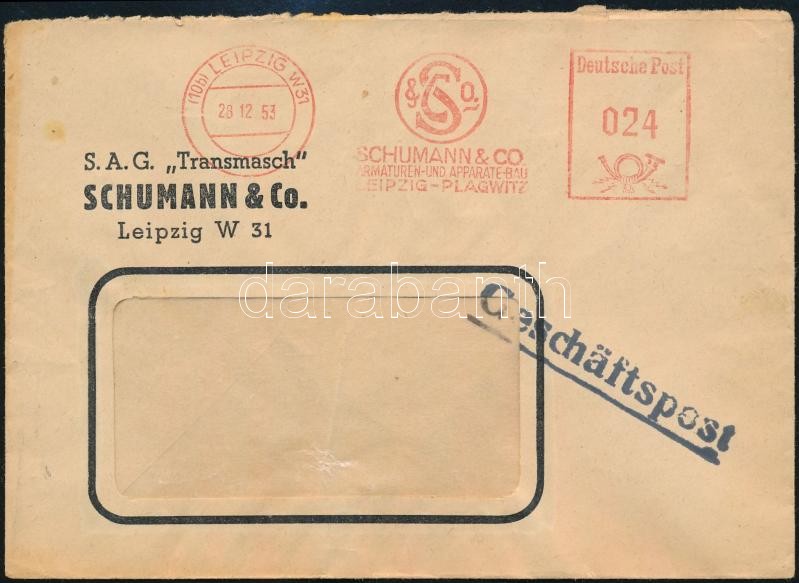 (10b) LEIPZIG W31
28 12 53
S & Co.
SCHUMANN & CO.
ARMATUREN-UND APPARATE-BAU
LEIPZIG-PLAGWITZ
Deutsche Post
024
S.A.G. „Transmasch"
SCHUMANN & Co.
Leipzig W 31
darabanth
Geschäftspost